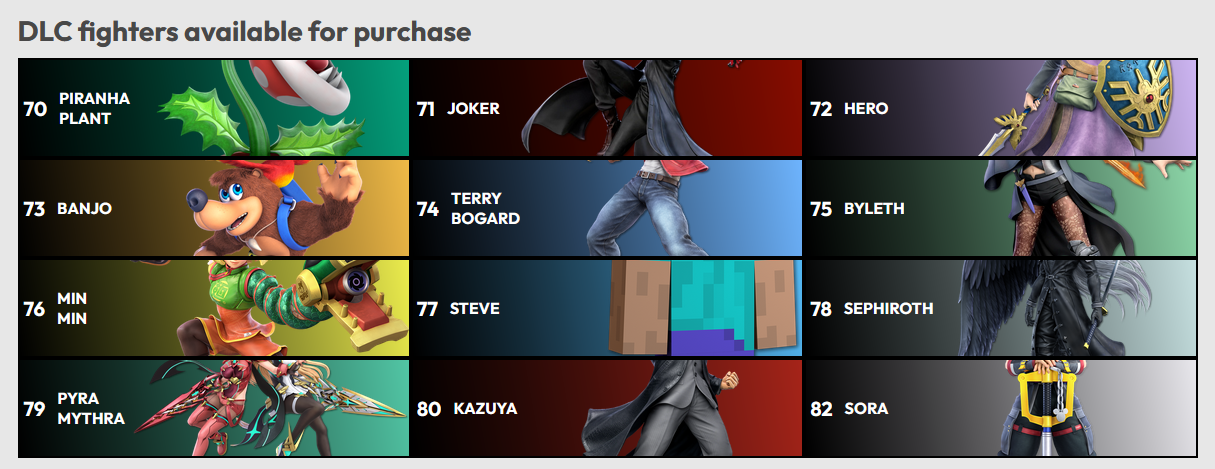 DLC fighters available for purchase
70 PIRANHA
PLANT
71 JOKER
72 HERO
73 BANJO
74 TERRY
BOGARD
75 BYLETH
76 MIN
MIN
77 STEVE
78 SEPHIROTH
79 PYRA
MYTHRA
80 KAZUYA
82 SORA